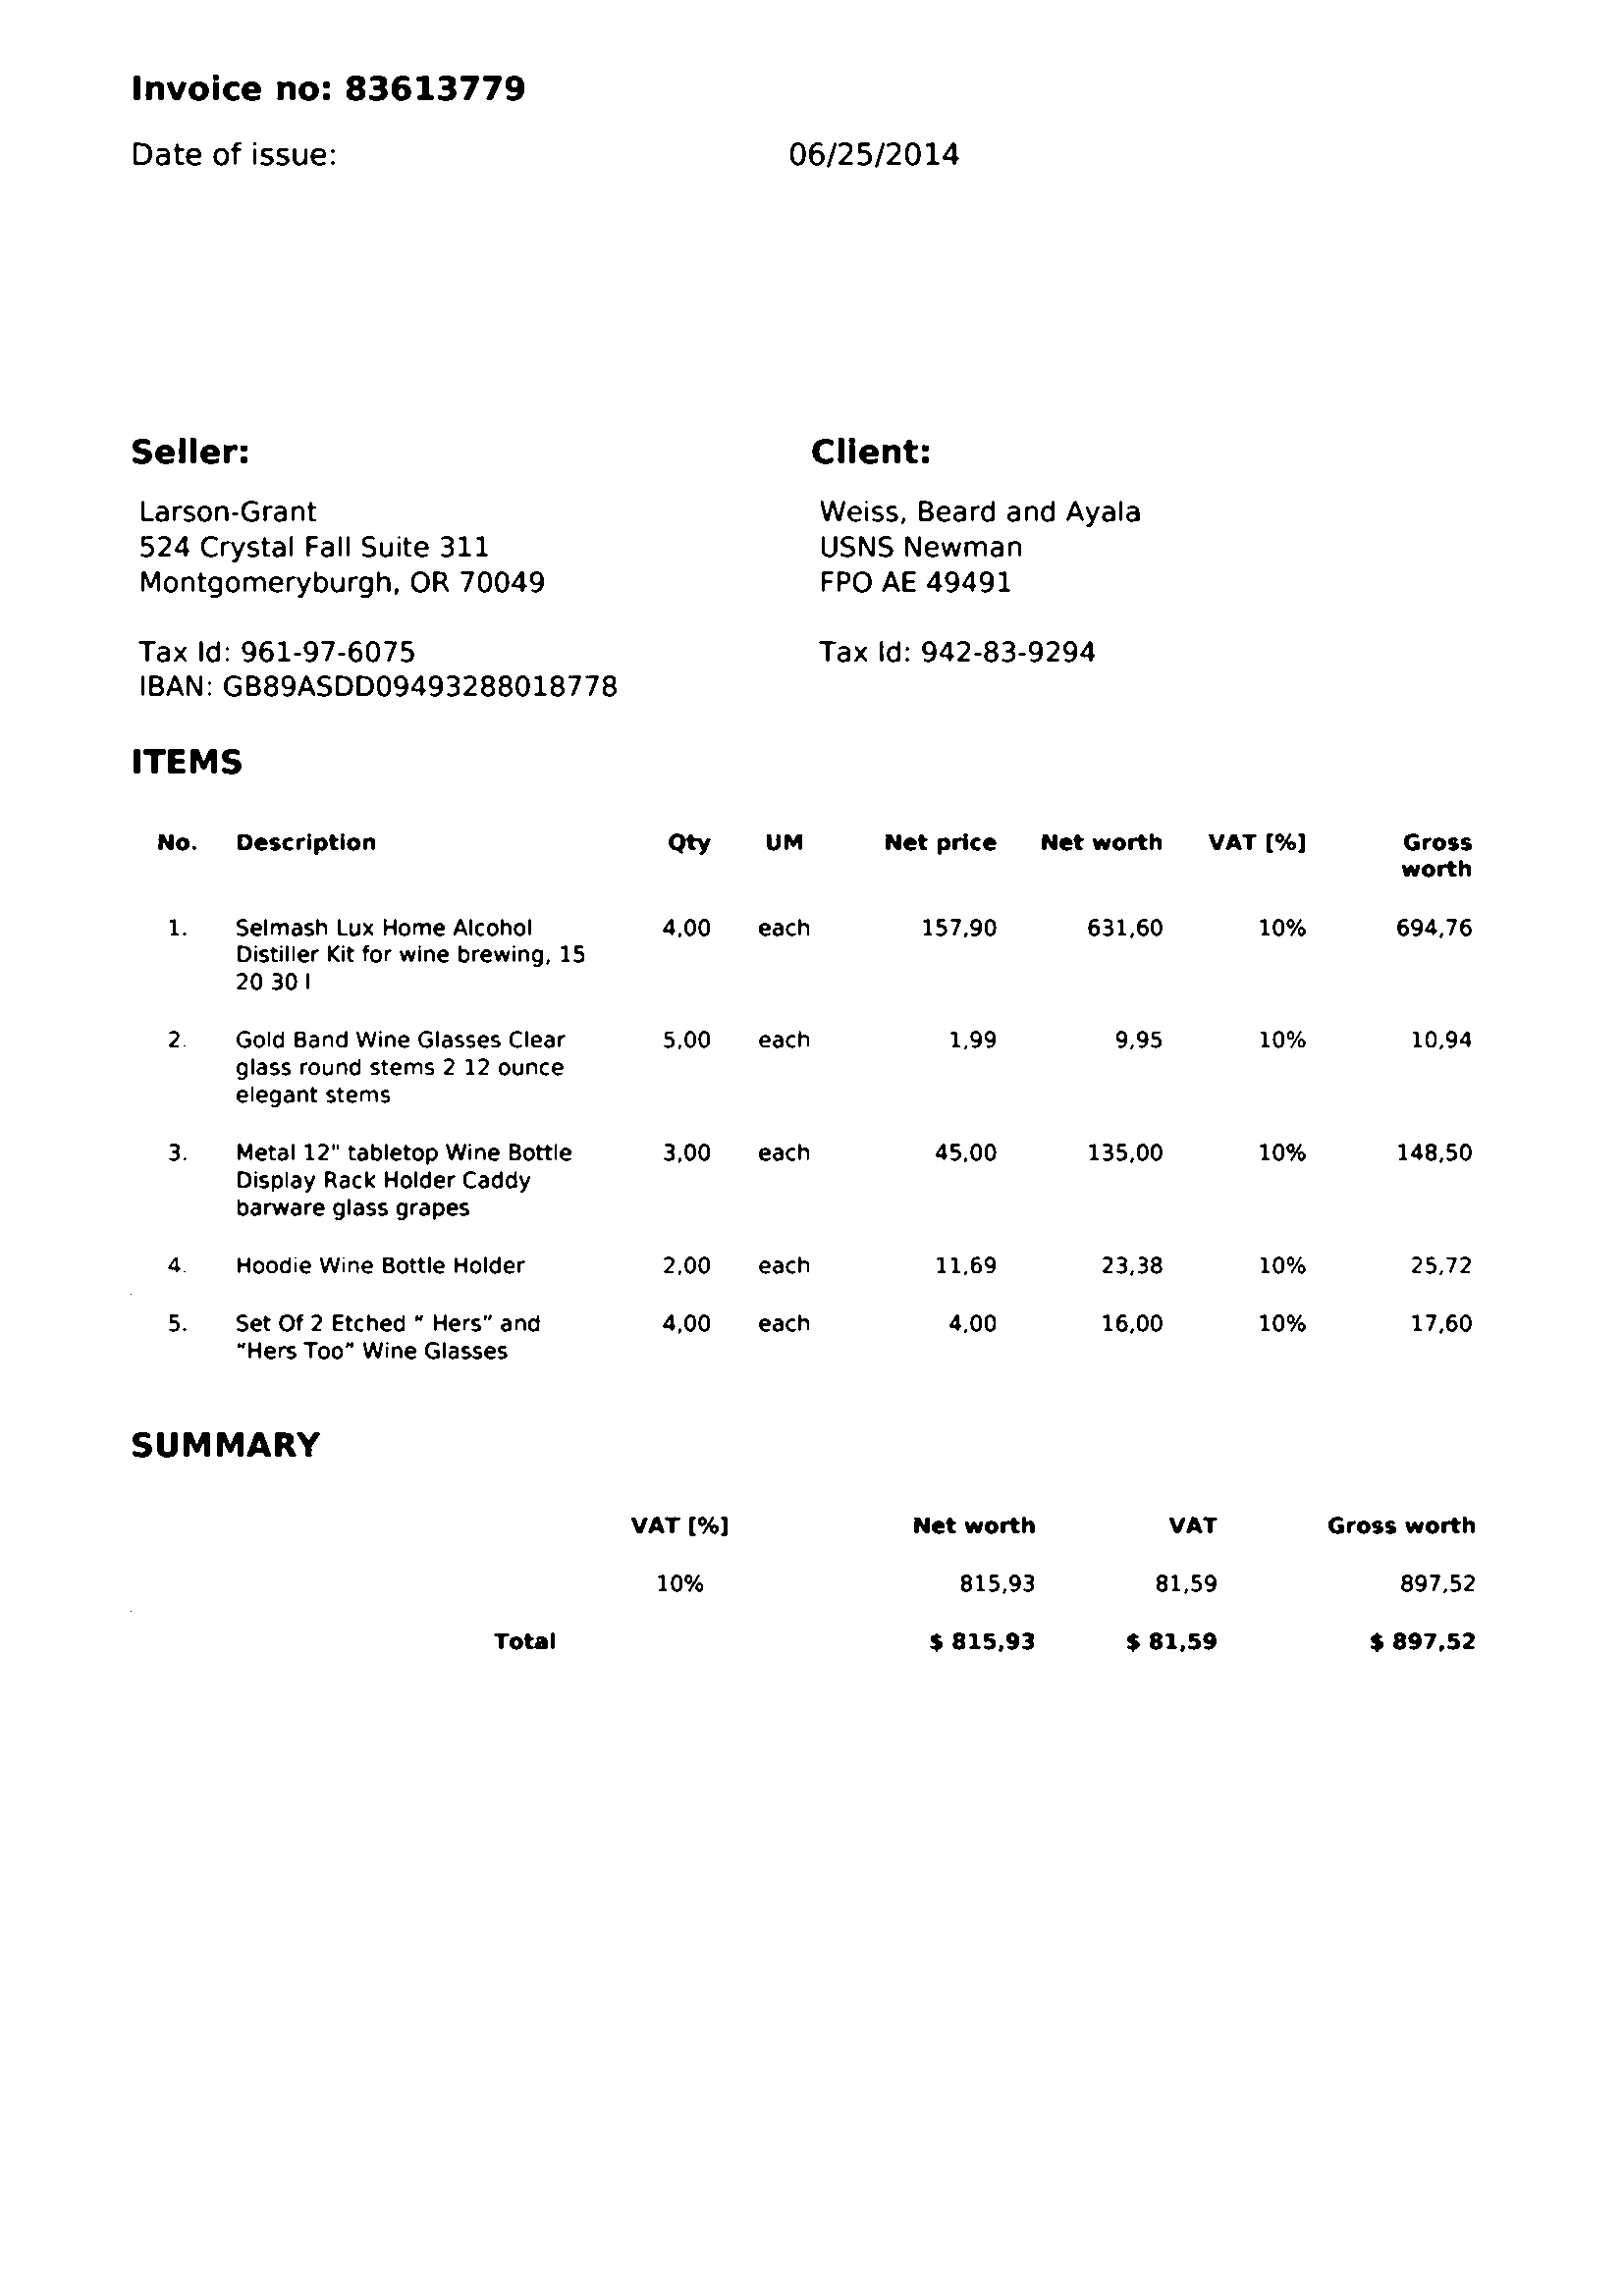 Invoice no: 83613779
Date of issue: 06/25/2014
Seller: Client:
Larson-Grant Weiss, Beard and Ayala
524 Crystal Fall Suite 311 USNS Newman
Montgomeryburgh, OR 70049 FPO AE 49491
Tax Id: 961-97-6075 Tax Id: 942-83-9294
IBAN: GB89ASDD09493288018778
ITEMS
No. Description Qty UM Net price Net worth VAT [%] Gross
worth
1. Selmash Lux Home Alcohol 4,00 each 157,90 631,60 10% 694,76
Distiller Kit for wine brewing, 15
20 30 l
2. Gold Band Wine Glasses Clear 5,00 each 1,99 9,95 10% 10,94
glass round stems 2 12 ounce
elegant stems
3. Metal 12" tabletop Wine Bottle 3,00 each 45,00 135,00 10% 148,50
Display Rack Holder Caddy
barware glass grapes
4. Hoodie Wine Bottle Holder 2,00 each 11,69 23,38 10% 25,72
5. Set Of 2 Etched “ Hers” and 4,00 each 4,00 16,00 10% 17,60
“Hers Too” Wine Glasses
SUMMARY
VAT [%] Net worth VAT Gross worth
10% 815,93 81,59 897,52
Total $ 815,93 $ 81,59 $ 897,52